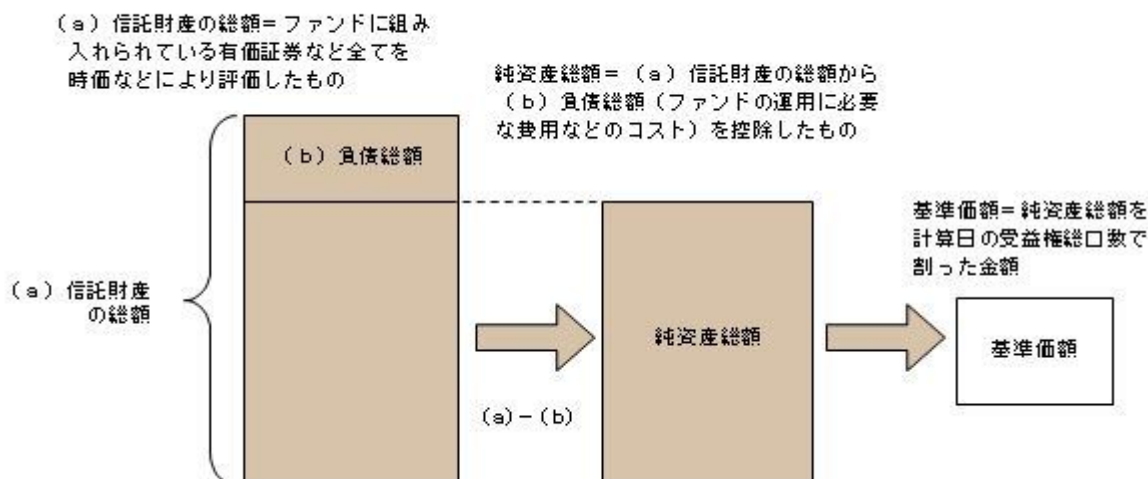 (a) 信託財産の総額=ファンドに組み
入れられている有価証券など全てを
時価などにより評価したもの
純資産総額=(a) 信託財産の総額から
(b) 負債総額(ファンドの運用に必要
な費用などのコスト)を控除したもの
(b) 負債総額
基準価額=純資産総額を
計算日の受益権総口数で
割った金額
(a) 信託財産
の総額
純資産総額
基準価額
(a)-(b)